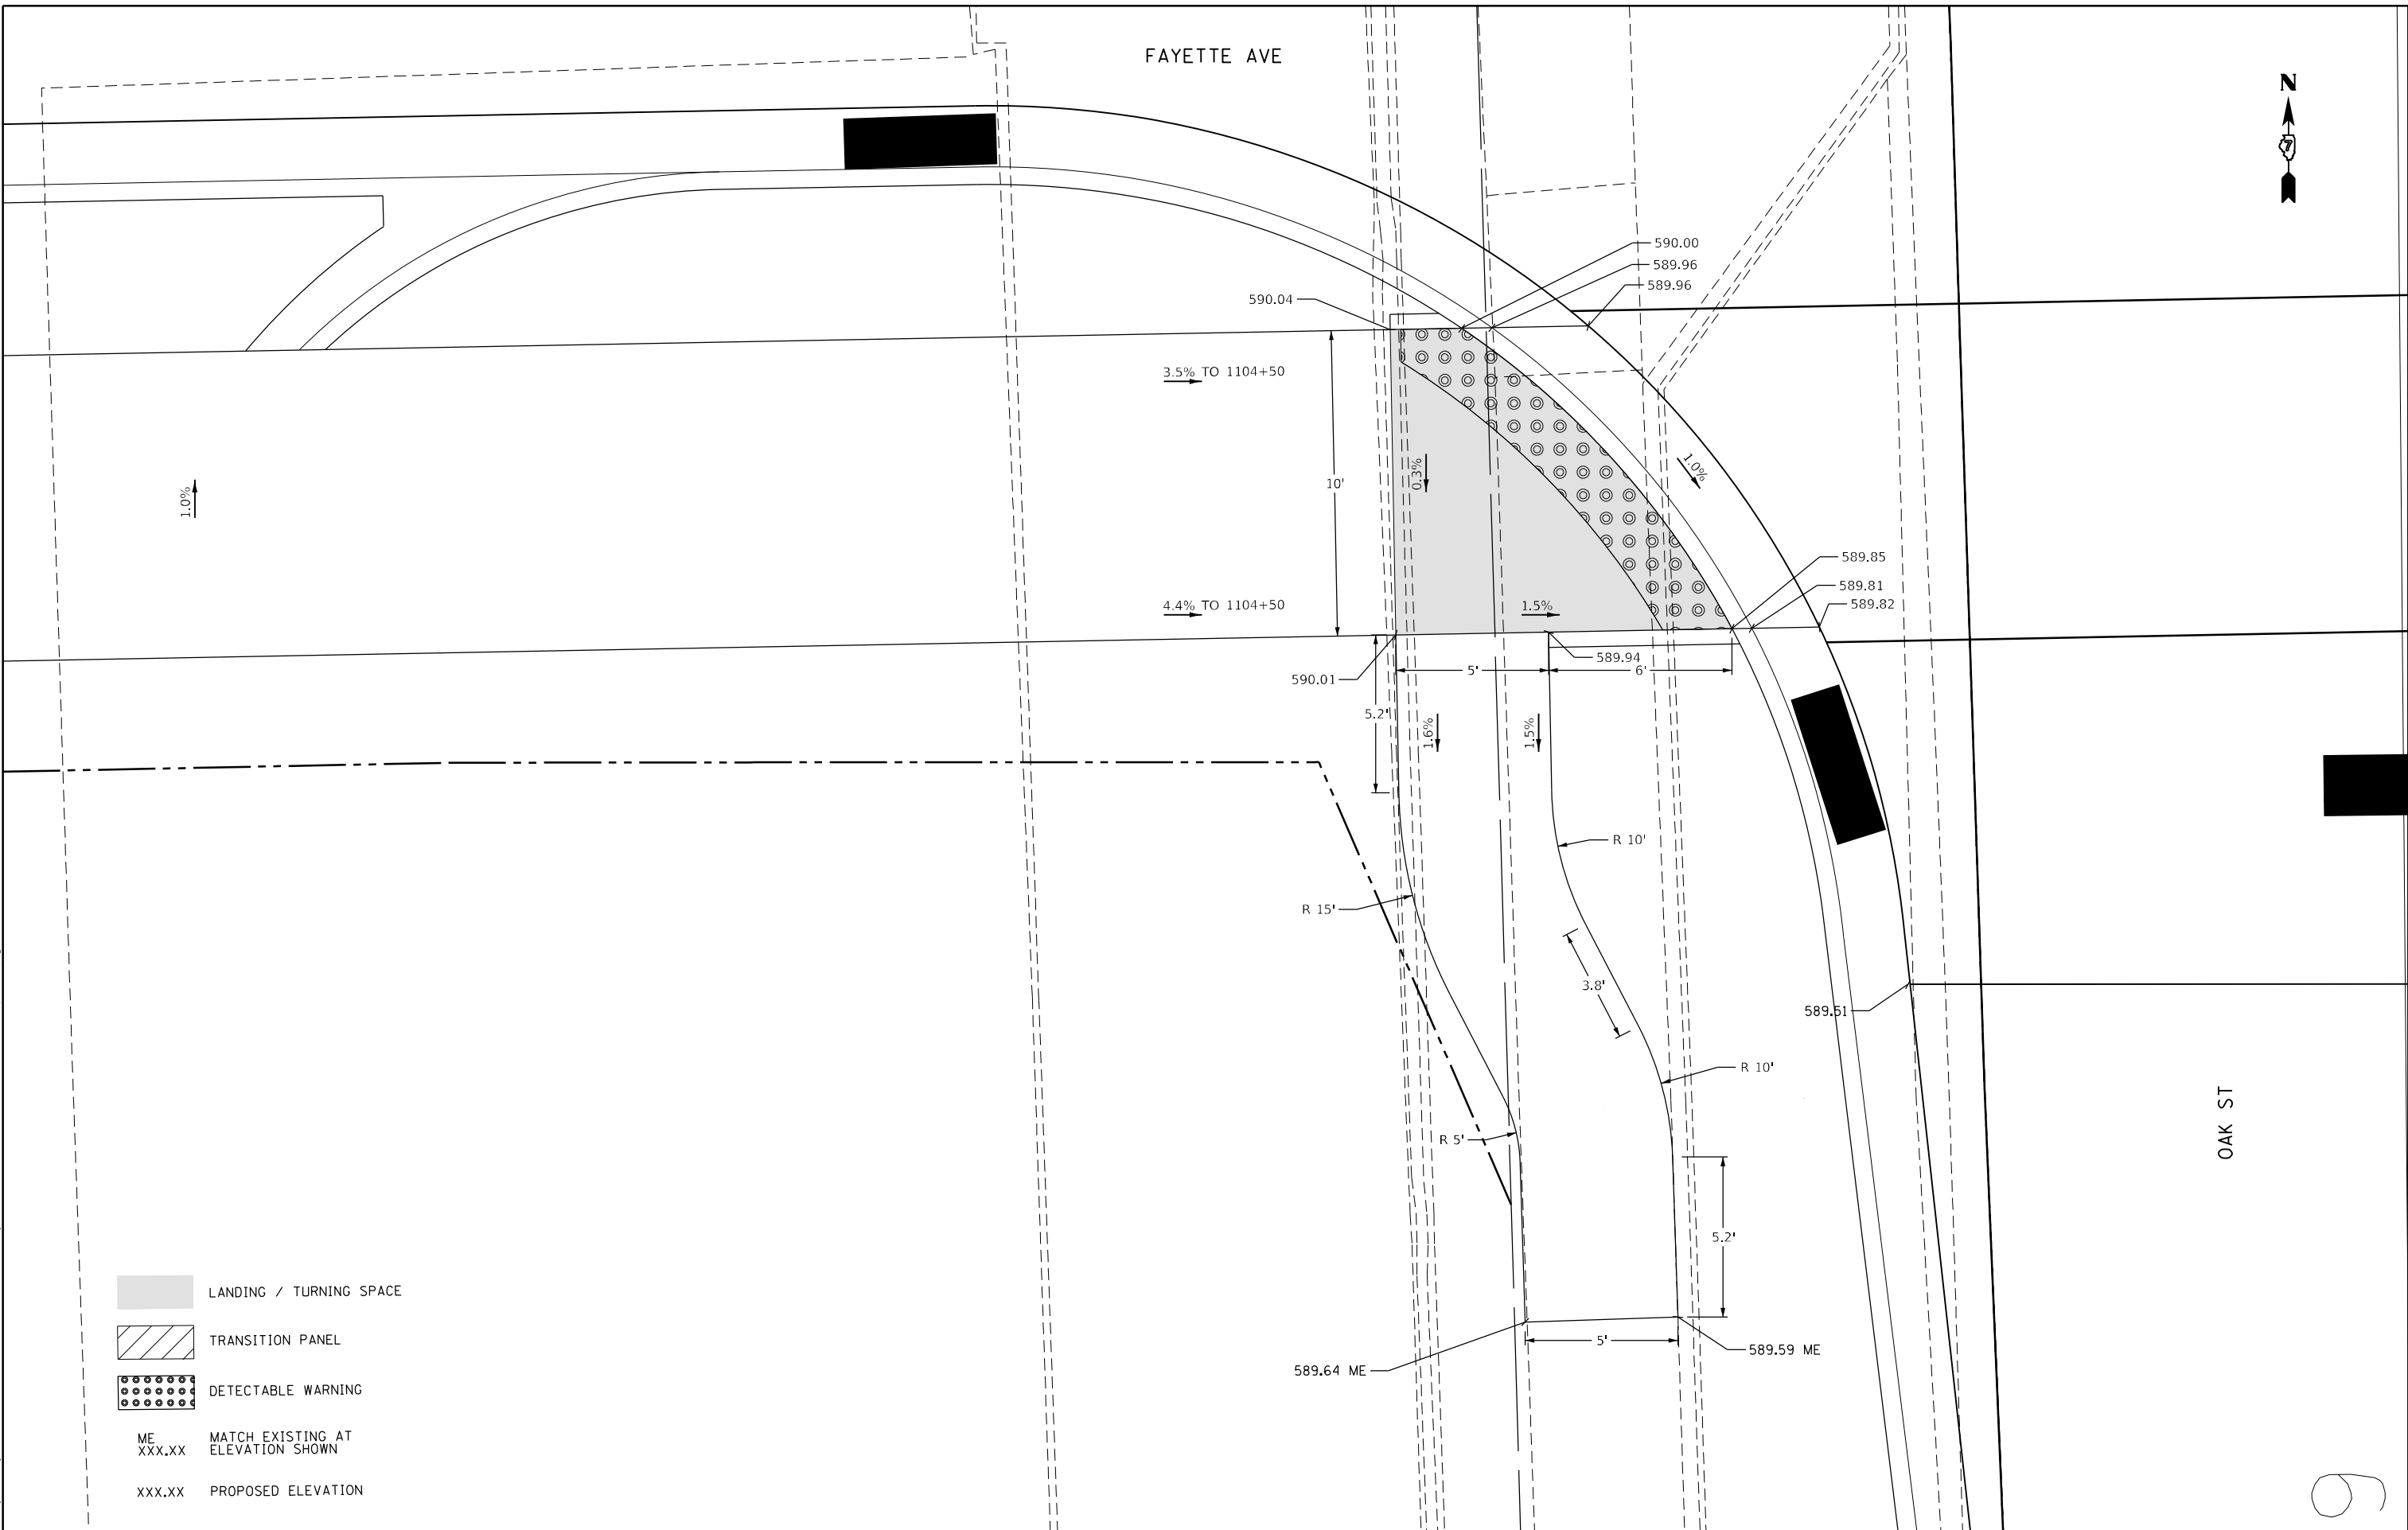 FAYETTE AVE
N
7
590.00
589.96
589.96
590.04
3.5% TO 1104+50
1.0%
10'
0.3%
1.0%
589.85
589.81
589.82
4.4% TO 1104+50
1.5%
589.94
590.01
5'
6'
5.2'
1.6%
1.5%
R 10'
R 15'
3.8'
589.51
R 10'
R 5'
OAK ST
5.2'
5'
589.64 ME
589.59 ME
LANDING / TURNING SPACE
TRANSITION PANEL
DETECTABLE WARNING
ME
XXX.XX
MATCH EXISTING AT
ELEVATION SHOWN
XXX.XX PROPOSED ELEVATION